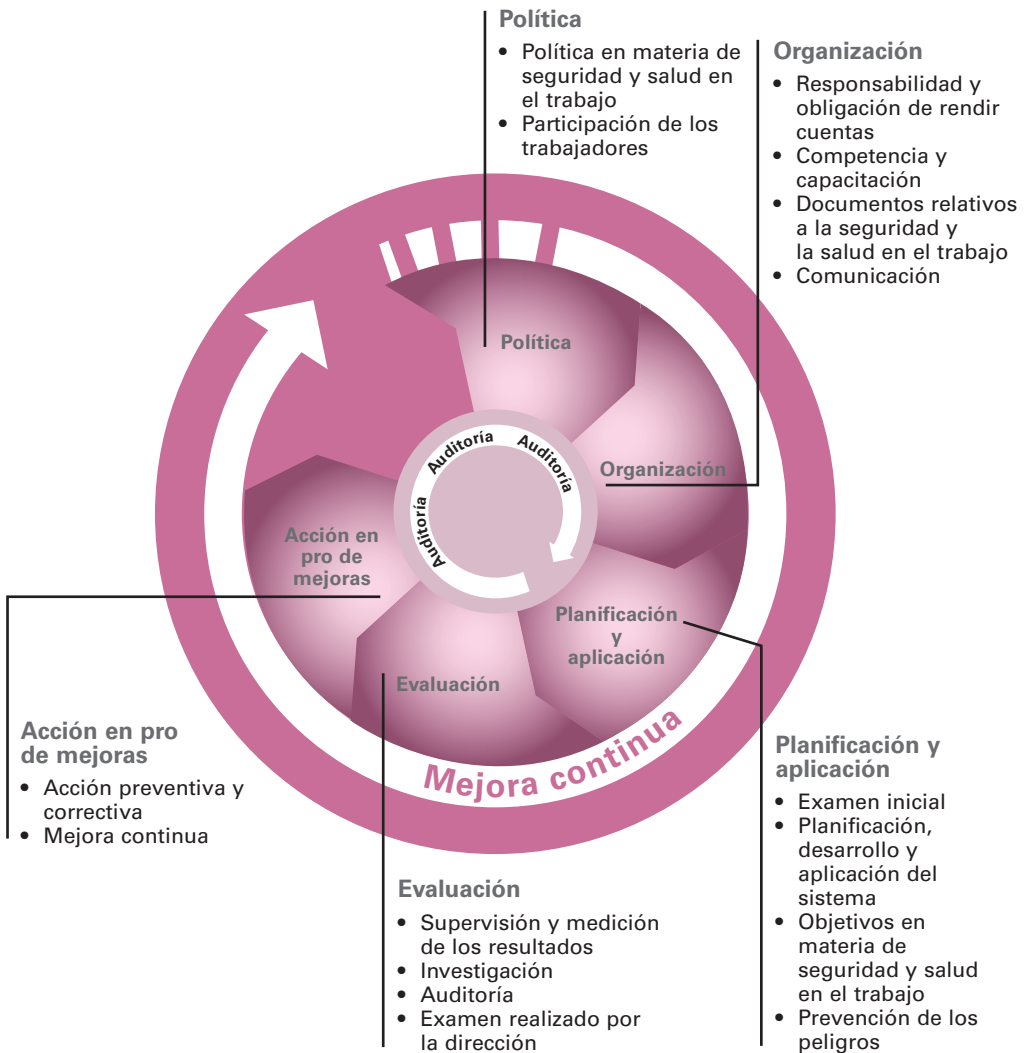 Política
• Política en materia de
seguridad y salud en
el trabajo
• Participación de los
trabajadores
Organización
• Responsabilidad y
obligación de rendir
cuentas
• Competencia y
capacitación
• Documentos relativos
a la seguridad y
la salud en el trabajo
• Comunicación
Política
Organización
Planificación
y
aplicación
Evaluación
Acción en
pro de
mejoras
Auditoría
Auditoría
Auditoría
Mejora continua
Acción en pro
de mejoras
• Acción preventiva y
correctiva
• Mejora continua
Evaluación
• Supervisión y medición
de los resultados
• Investigación
• Auditoría
• Examen realizado por
la dirección
Planificación y
aplicación
• Examen inicial
• Planificación,
desarrollo y
aplicación del
sistema
• Objetivos en
materia de
seguridad y salud
en el trabajo
• Prevención de los
peligros